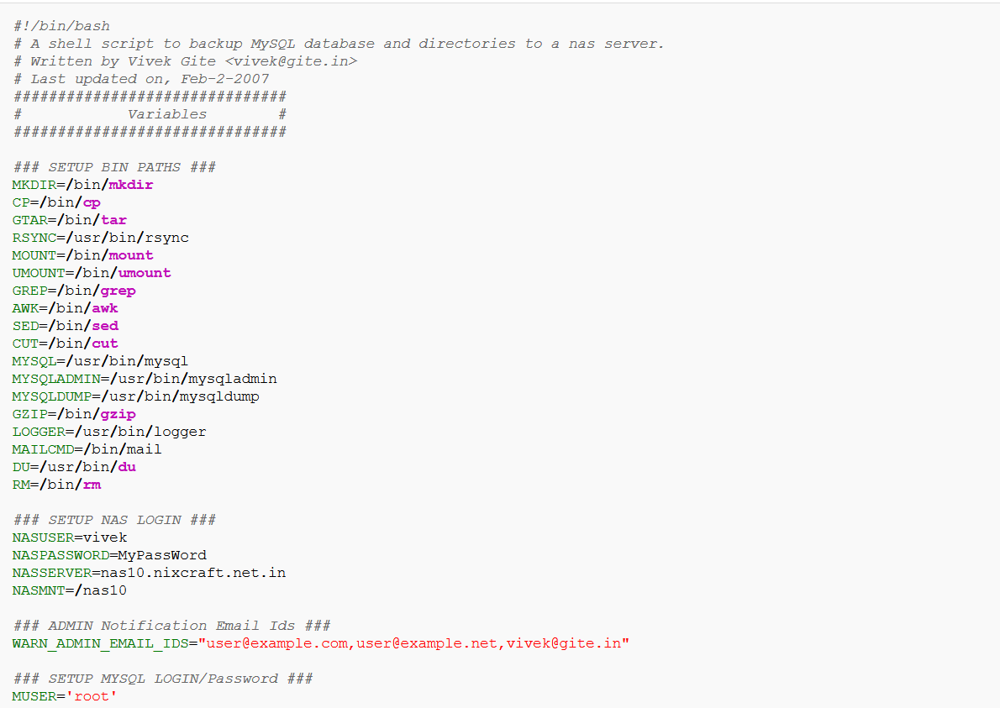 #!/bin/bash
# A shell script to backup MySQL database and directories to a nas server.
# Written by Vivek Gite <vivek@gite.in>
# Last updated on, Feb-2-2007
###############################
#            Variables        #
###############################

### SETUP BIN PATHS ###
MKDIR=/bin/mkdir
CP=/bin/cp
GTAR=/bin/tar
RSYNC=/usr/bin/rsync
MOUNT=/bin/mount
UMOUNT=/bin/umount
GREP=/bin/grep
AWK=/bin/awk
SED=/bin/sed
CUT=/bin/cut
MYSQL=/usr/bin/mysql
MYSQLADMIN=/usr/bin/mysqladmin
MYSQLDUMP=/usr/bin/mysqldump
GZIP=/bin/gzip
LOGGER=/usr/bin/logger
MAILCMD=/bin/mail
DU=/usr/bin/du
RM=/bin/rm

### SETUP NAS LOGIN ###
NASUSER=vivek
NASPASSWORD=MyPassWord
NASSERVER=nas10.nixcraft.net.in
NASMNT=/nas10

### ADMIN Notification Email Ids ###
WARN_ADMIN_EMAIL_IDS="user@example.com,user@example.net,vivek@gite.in"

### SETUP MYSQL LOGIN/Password ###
MUSER='root'